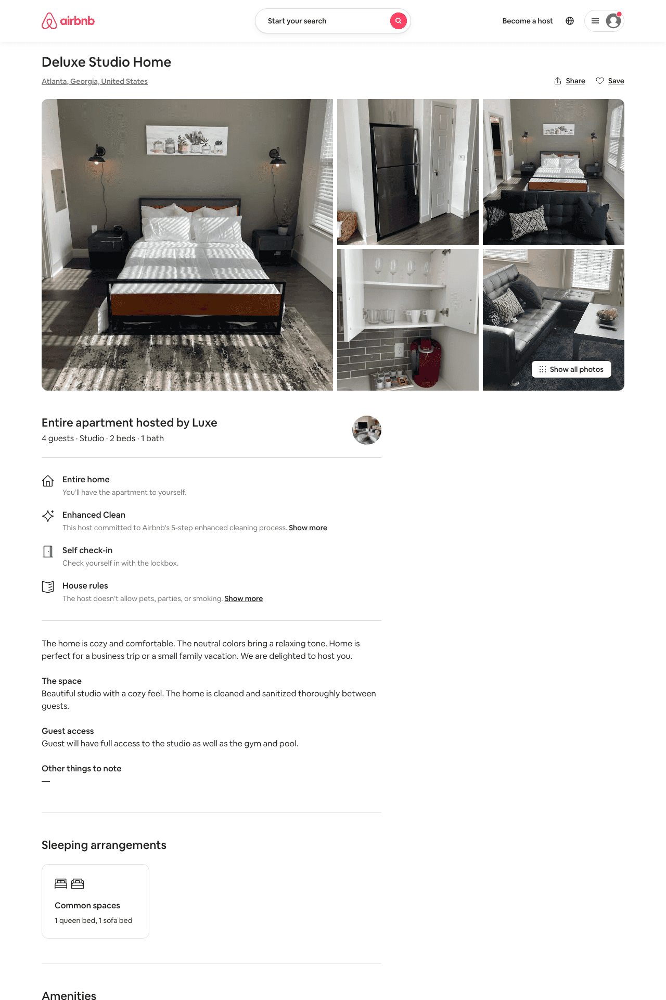 airbnb
Start your search
Become a host
Deluxe Studio Home
Atlanta, Georgia, United States
Share
Save
Show all photos
Entire apartment hosted by Luxe
4 guests · Studio · 2 beds · 1 bath
Entire home
You’ll have the apartment to yourself.
Enhanced Clean
This host committed to Airbnb's 5-step enhanced cleaning process. Show more
Self check-in
Check yourself in with the lockbox.
House rules
The host doesn’t allow pets, parties, or smoking. Show more
The home is cozy and comfortable. The neutral colors bring a relaxing tone. Home is
perfect for a business trip or a small family vacation. We are delighted to host you.
The space
Beautiful studio with a cozy feel. The home is cleaned and sanitized thoroughly between
guests.
Guest access
Guest will have full access to the studio as well as the gym and pool.
Other things to note
—
Sleeping arrangements
Common spaces
1 queen bed, 1 sofa bed
Amenities